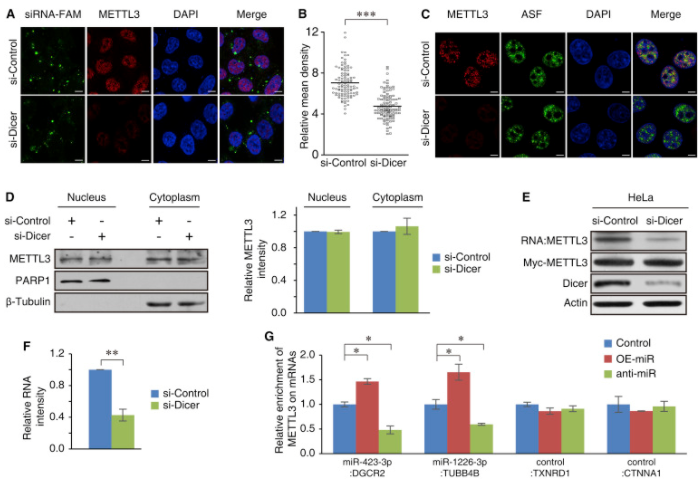 A
siRNA-FAM METTL3 DAPI Merge
si-Control
si-Dicer
B
***
Relative mean density
12
8
4
0
si-Control si-Dicer
C
METTL3 ASF DAPI Merge
si-Control
si-Dicer
D
Nucleus Cytoplasm
si-Control + - + -
si-Dicer - + - +
METTL3
PARP1
β-Tubulin
Nucleus Cytoplasm
Relative METTL3
intensity
1.2
0.8
0.4
0.0
si-Control
si-Dicer
E
HeLa
si-Control si-Dicer
RNA:METTL3
Myc-METTL3
Dicer
Actin
F
Relative RNA
intensity
1.2
0.8
0.4
0
**
si-Control
si-Dicer
G
Relative enrichment of
METTL3 on mRNAs
2.0
1.5
1.0
0.5
0.0
* * * *
Control
OE-miR
anti-miR
miR-423-3p
:DGCR2
miR-1226-3p
:TUBB4B
control
:TXNRD1
control
:CTNNA1